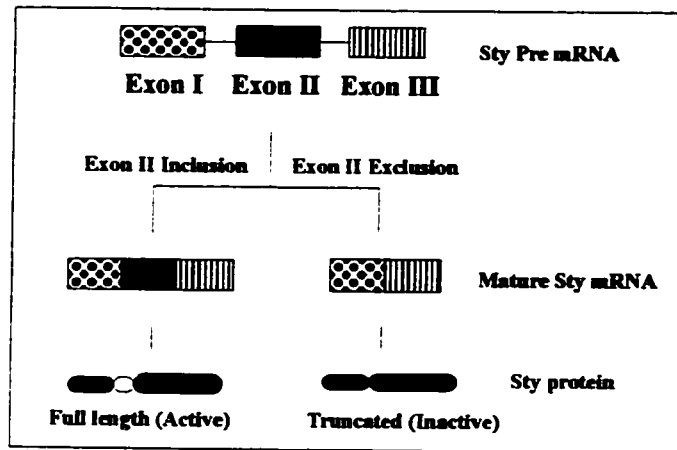 Sty Pre mRNA
Exon I Exon II Exon III
Exon II Inclusion Exon II Exclusion
Mature Sty mRNA
Sty protein
Full length (Active) Truncated (Inactive)